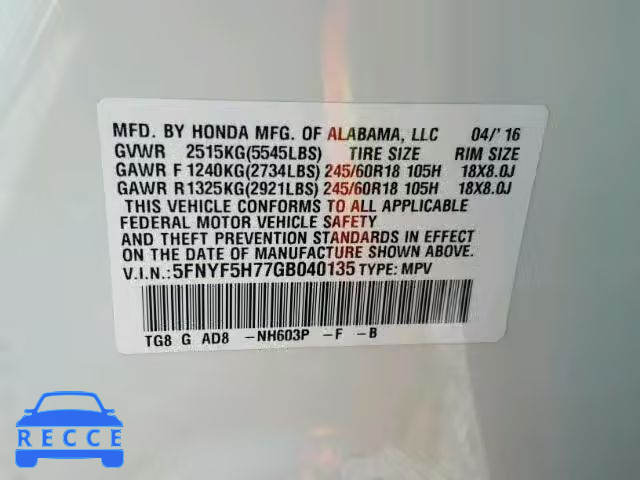 MFD. BY HONDA MFG. OF ALABAMA, LLC 04/'16
GVWR 2515KG(5545LBS) TIRE SIZE RIM SIZE
GAWR F 1240KG(2734LBS) 245/60R18 105H 18X8.0J
GAWR R1325KG(2921LBS) 245/60R18 105H 18X8.0J
THIS VEHICLE CONFORMS TO ALL APPLICABLE
FEDERAL MOTOR VEHICLE SAFETY
AND THEFT PREVENTION STANDARDS IN EFFECT
ON THE DATE OF MANUFACTURE SHOWN ABOVE.
V.I.N.:5FNYF5H77GB040135 TYPE: MPV
TG8 G AD8 -NH603P -F -B
RECCE